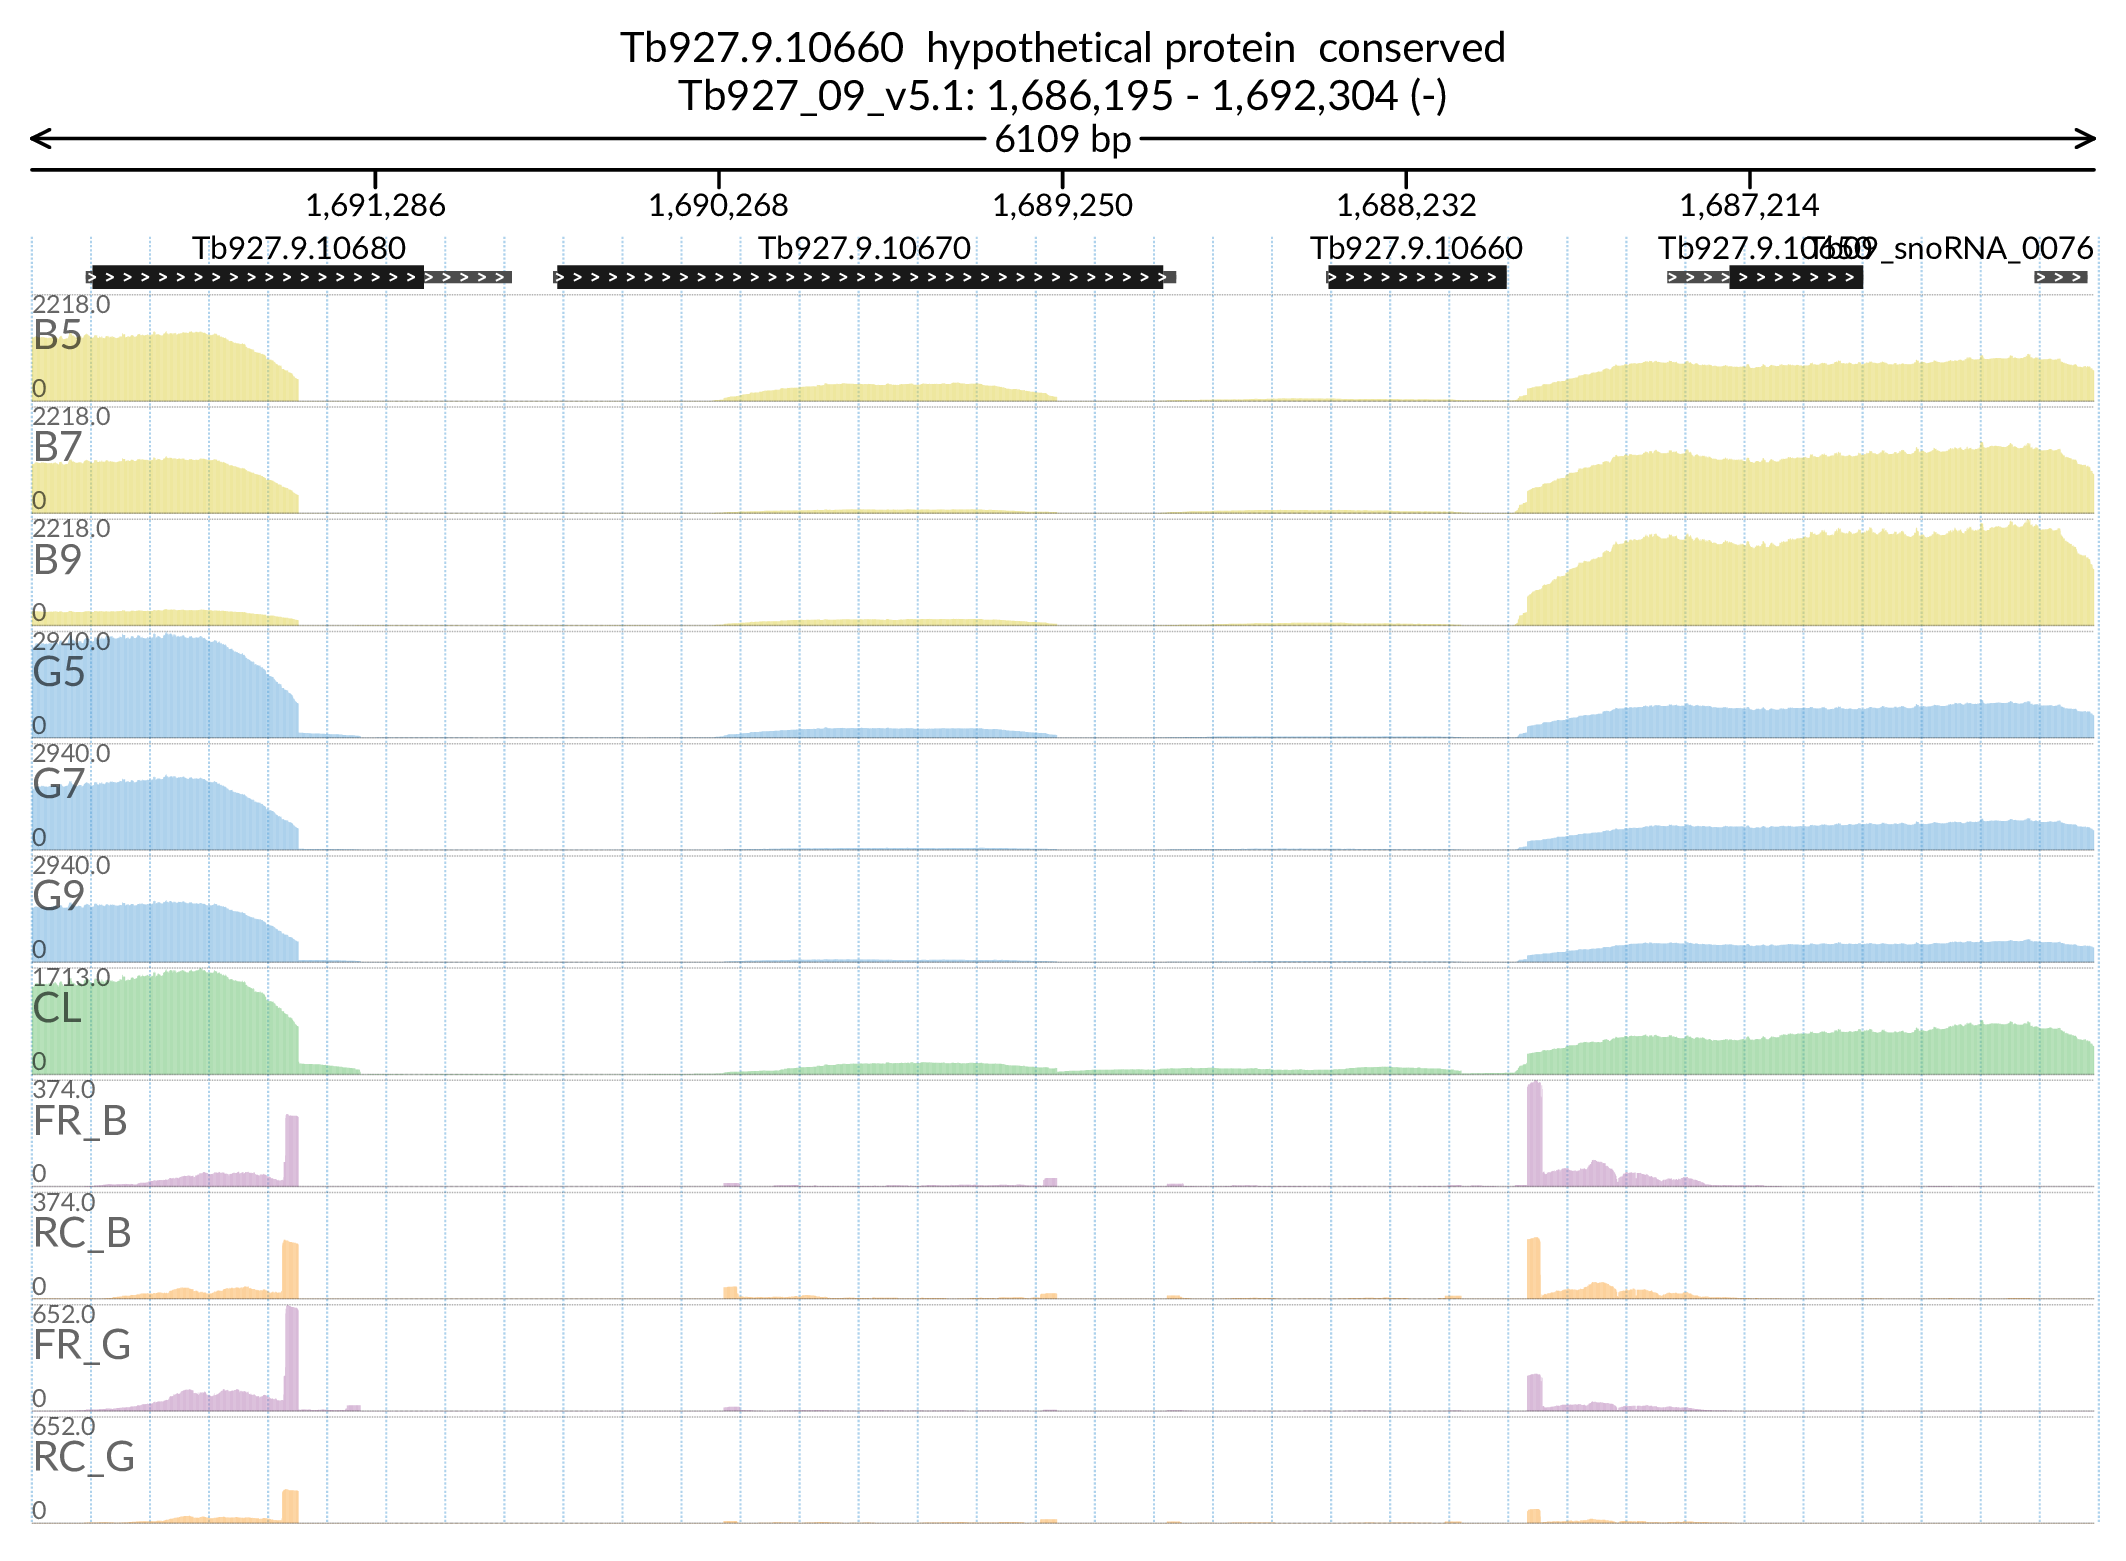 Tb927.9.10660 hypothetical protein conserved
Tb927_09_v5.1: 1,686,195 - 1,692,304 (-)
6109 bp
1,691,286 1,690,268 1,689,250 1,688,232 1,687,214
Tb927.9.10680 Tb927.9.10670 Tb927.9.10660 Tb927.9.10650 Tb09_snoRNA_0076
2218.0
B5
0
2218.0
B7
0
2218.0
B9
0
2940.0
G5
0
2940.0
G7
0
2940.0
G9
0
1713.0
CL
0
374.0
FR_B
0
374.0
RC_B
0
652.0
FR_G
0
652.0
RC_G
0